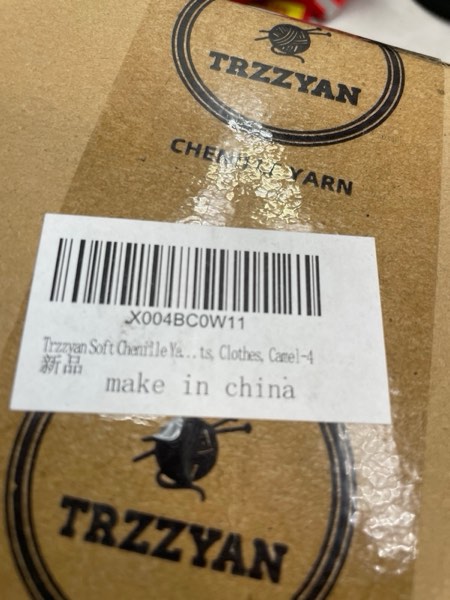 TRZZYAN
CHENILLE YARN
X004BC0W11
Trzzyan Soft Chenille Ya...ts, Clothes, Camel-4
新品
make in china
TRZZYAN